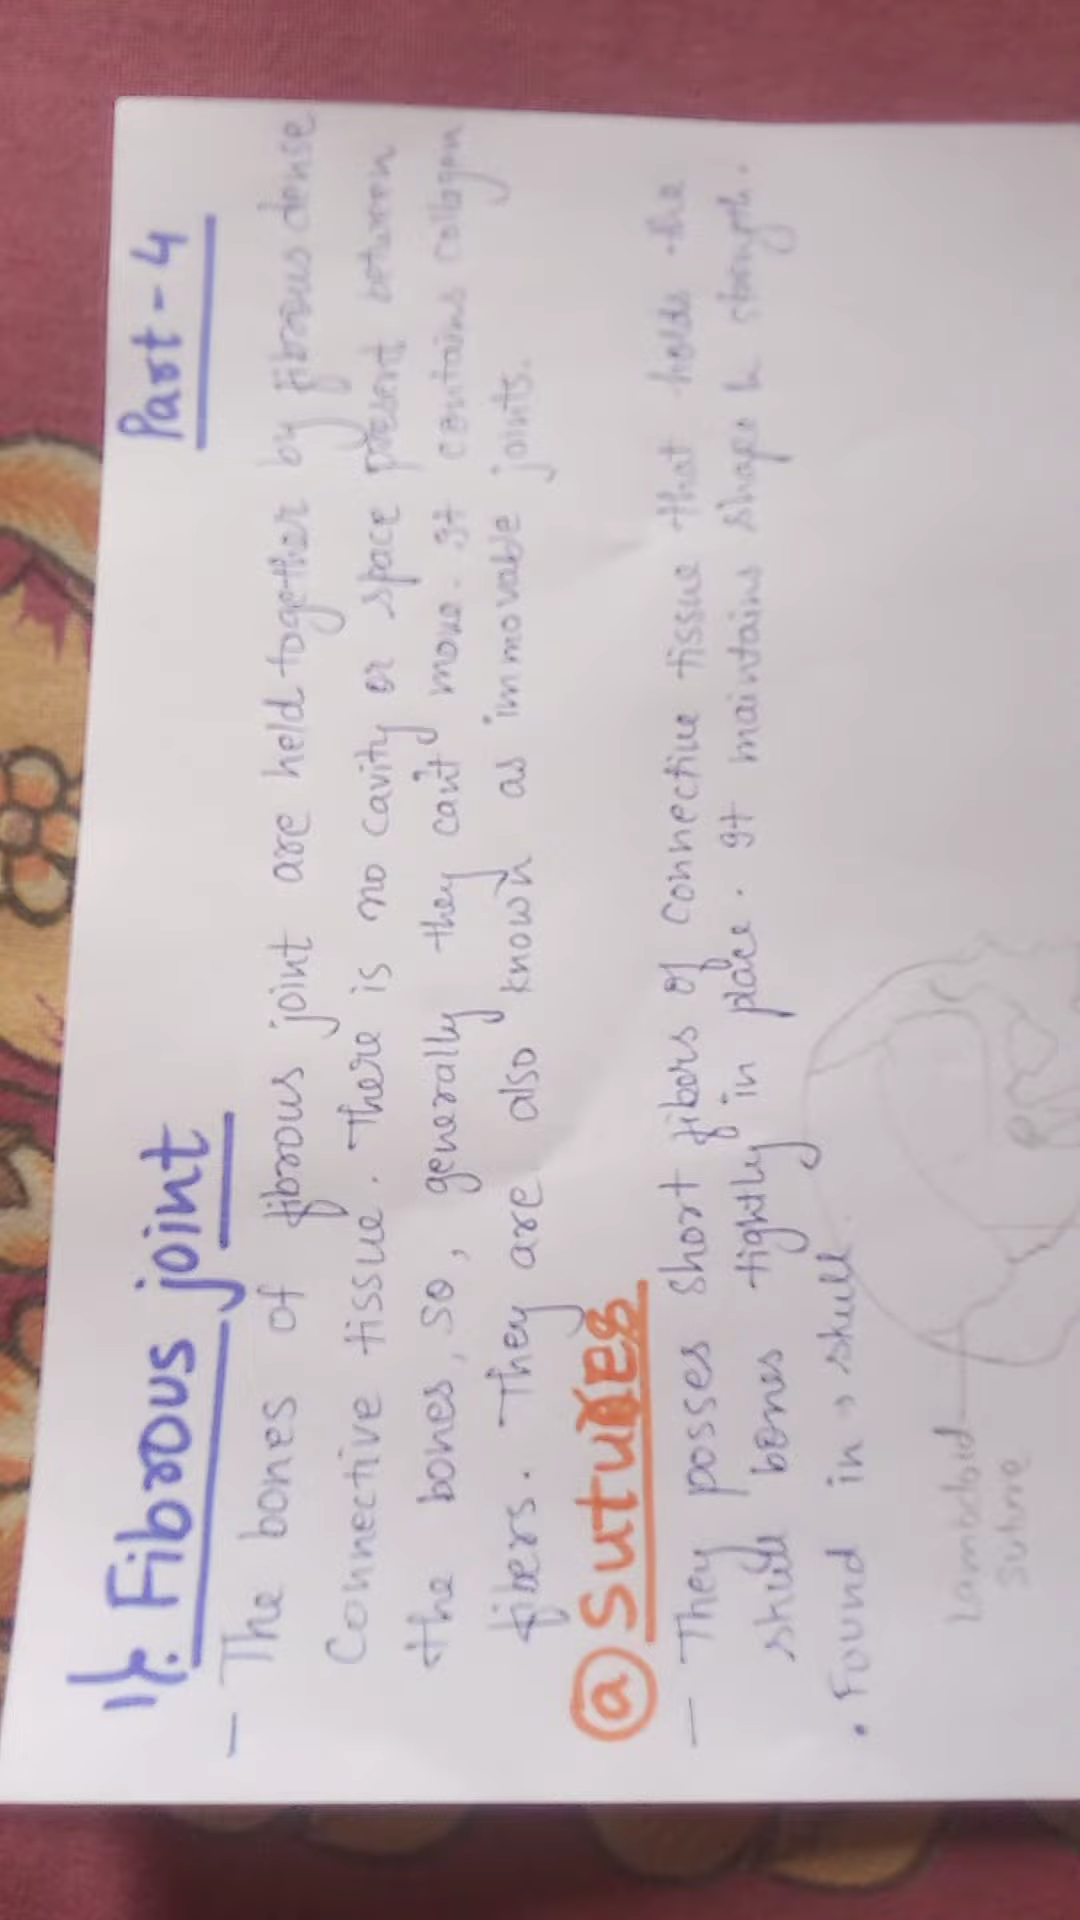 Part - 4
1). Fibrous joint
— The bones of fibrous joint are held together by fibrous dense
Connective tissue. There is no cavity or space present between
the bones, so, generally they can't move. It contains collagen
fibers. They are also known as immovable joints.
(a) Sutures
— They posses short fibers of connective tissue that holds the
skull bones tightly in place. It maintains shape & strength.
• Found in → skull.
Lambdoid
Suture